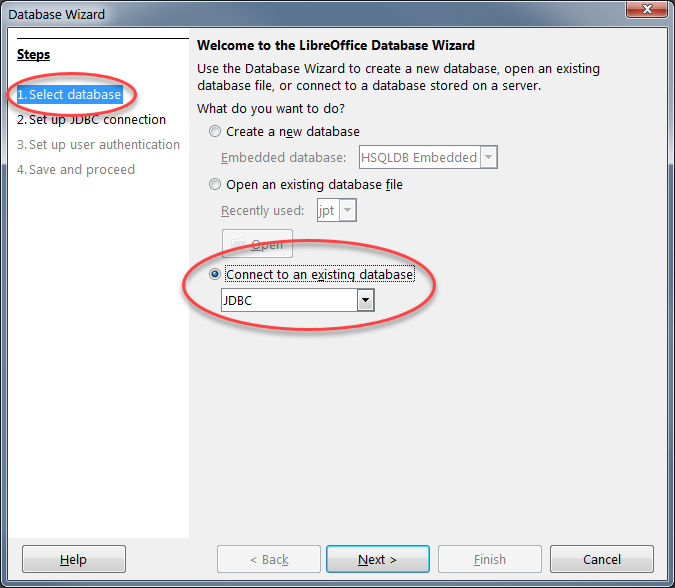 Database Wizard
Steps
1. Select database
2. Set up JDBC connection
3. Set up user authentication
4. Save and proceed
Welcome to the LibreOffice Database Wizard
Use the Database Wizard to create a new database, open an existing
database file, or connect to a database stored on a server.
What do you want to do?
Create a new database
Embedded database: HSQLDB Embedded
Open an existing database file
Recently used: jpt
Open
Connect to an existing database
JDBC
Help < Back Next > Finish Cancel